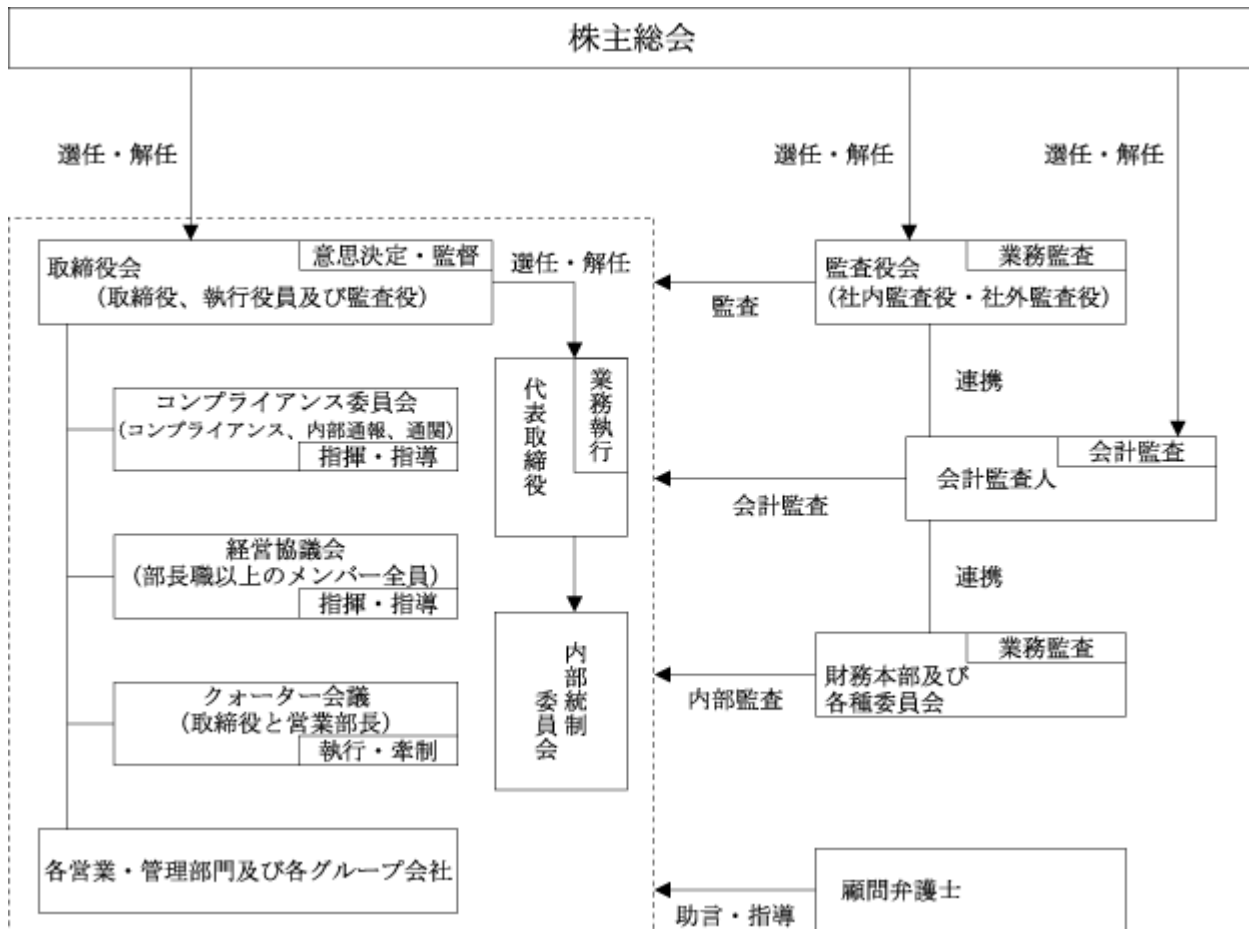 株主総会
選任・解任
選任・解任
選任・解任
取締役会
意思決定・監督
(取締役、執行役員及び監査役)
選任・解任
監査
監査役会
業務監査
(社内監査役・社外監査役)
代表取締役
業務執行
連携
コンプライアンス委員会
(コンプライアンス、内部通報、通関)
指揮・指導
会計監査
会計監査人
会計監査
経営協議会
(部長職以上のメンバー全員)
指揮・指導
連携
内部統制
委員会
業務監査
財務本部及び
各種委員会
内部監査
クォーター会議
(取締役と営業部長)
執行・牽制
各営業・管理部門及び各グループ会社
顧問弁護士
助言・指導